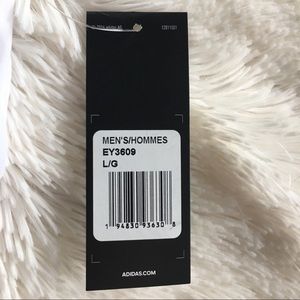 MEN'S/HOMMES
EY3609
L/G
1 94830 93630 8
ADIDAS.COM